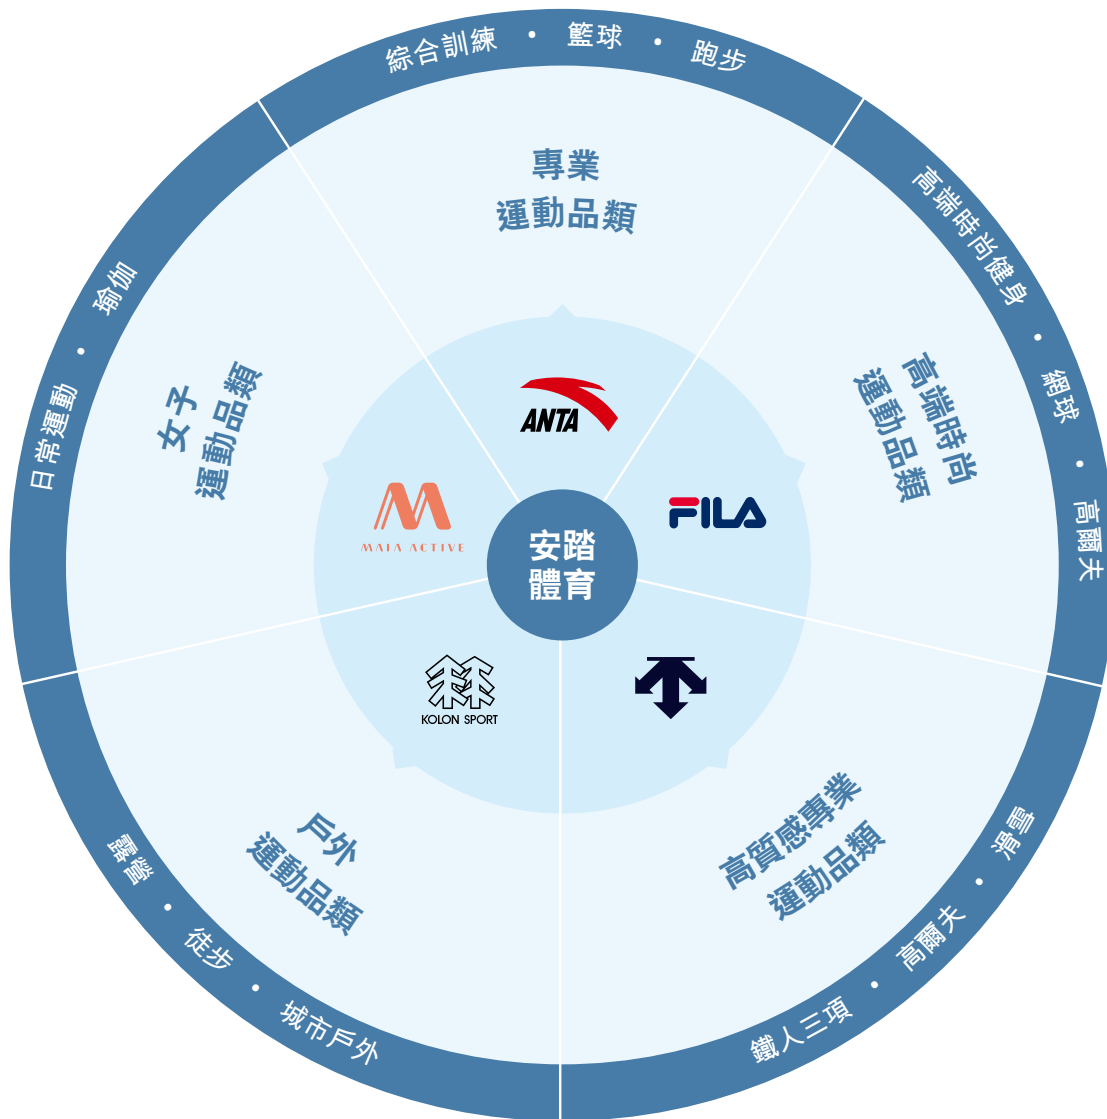 綜合訓練 • 籃球 • 跑步
專業
運動品類
ANTA
高端時尚健身 • 網球 • 高爾夫
高端時尚
運動品類
FILA
日常運動 • 瑜伽
女子
運動品類
MAIA ACTIVE
安踏
體育
KOLON SPORT
戶外
運動品類
露營 • 徒步 • 城市戶外
高質感專業
運動品類
鐵人三項 • 高爾夫 • 滑雪